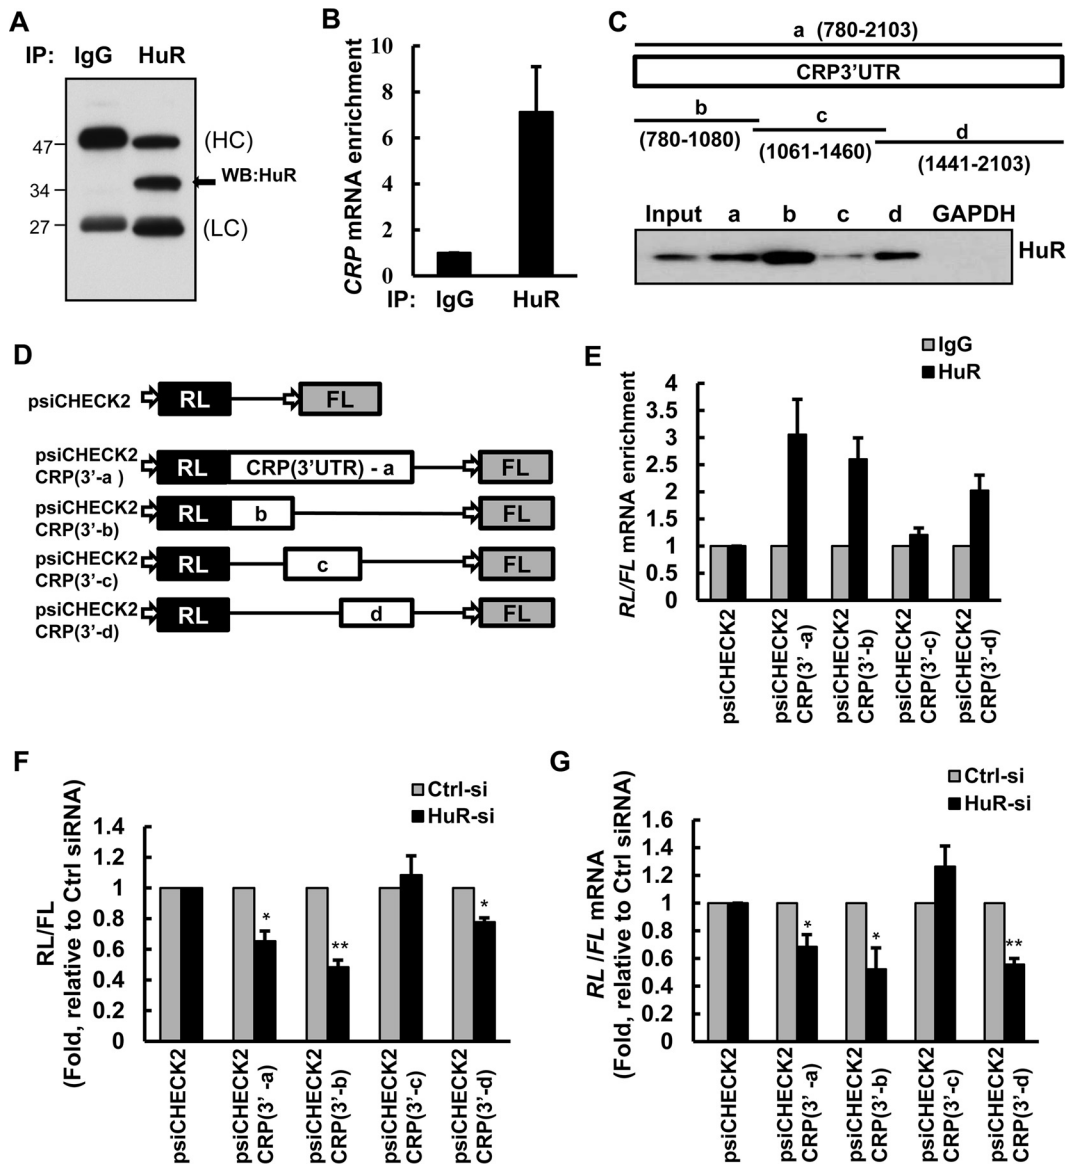 A
IP: IgG HuR
47
34
27
(HC)
WB:HuR
(LC)
B
CRP mRNA enrichment
10
8
6
4
2
0
IP: IgG HuR
C
a (780-2103)
CRP3'UTR
b
(780-1080)
c
(1061-1460)
d
(1441-2103)
Input a b c d GAPDH
HuR
D
psiCHECK2 RL FL
psiCHECK2
CRP(3'-a )
RL CRP(3'UTR) - a FL
psiCHECK2
CRP(3'-b)
RL b FL
psiCHECK2
CRP(3'-c)
RL c FL
psiCHECK2
CRP(3'-d)
RL d FL
E
IgG
HuR
RL/FL mRNA enrichment
4
3.5
3
2.5
2
1.5
1
0.5
0
psiCHECK2
psiCHECK2
CRP(3' -a)
psiCHECK2
CRP(3'-b)
psiCHECK2
CRP(3'-c)
psiCHECK2
CRP(3'-d)
F
Ctrl-si
HuR-si
RL/FL
(Fold, relative to Ctrl siRNA)
1.4
1.2
1
0.8
0.6
0.4
0.2
0
*
**
*
psiCHECK2
psiCHECK2
CRP(3' -a)
psiCHECK2
CRP(3'-b)
psiCHECK2
CRP(3'-c)
psiCHECK2
CRP(3'-d)
G
Ctrl-si
HuR-si
RL /FL mRNA
(Fold, relative to Ctrl siRNA)
1.6
1.4
1.2
1
0.8
0.6
0.4
0.2
0
*
*
**
psiCHECK2
psiCHECK2
CRP(3' -a)
psiCHECK2
CRP(3'-b)
psiCHECK2
CRP(3'-c)
psiCHECK2
CRP(3'-d)